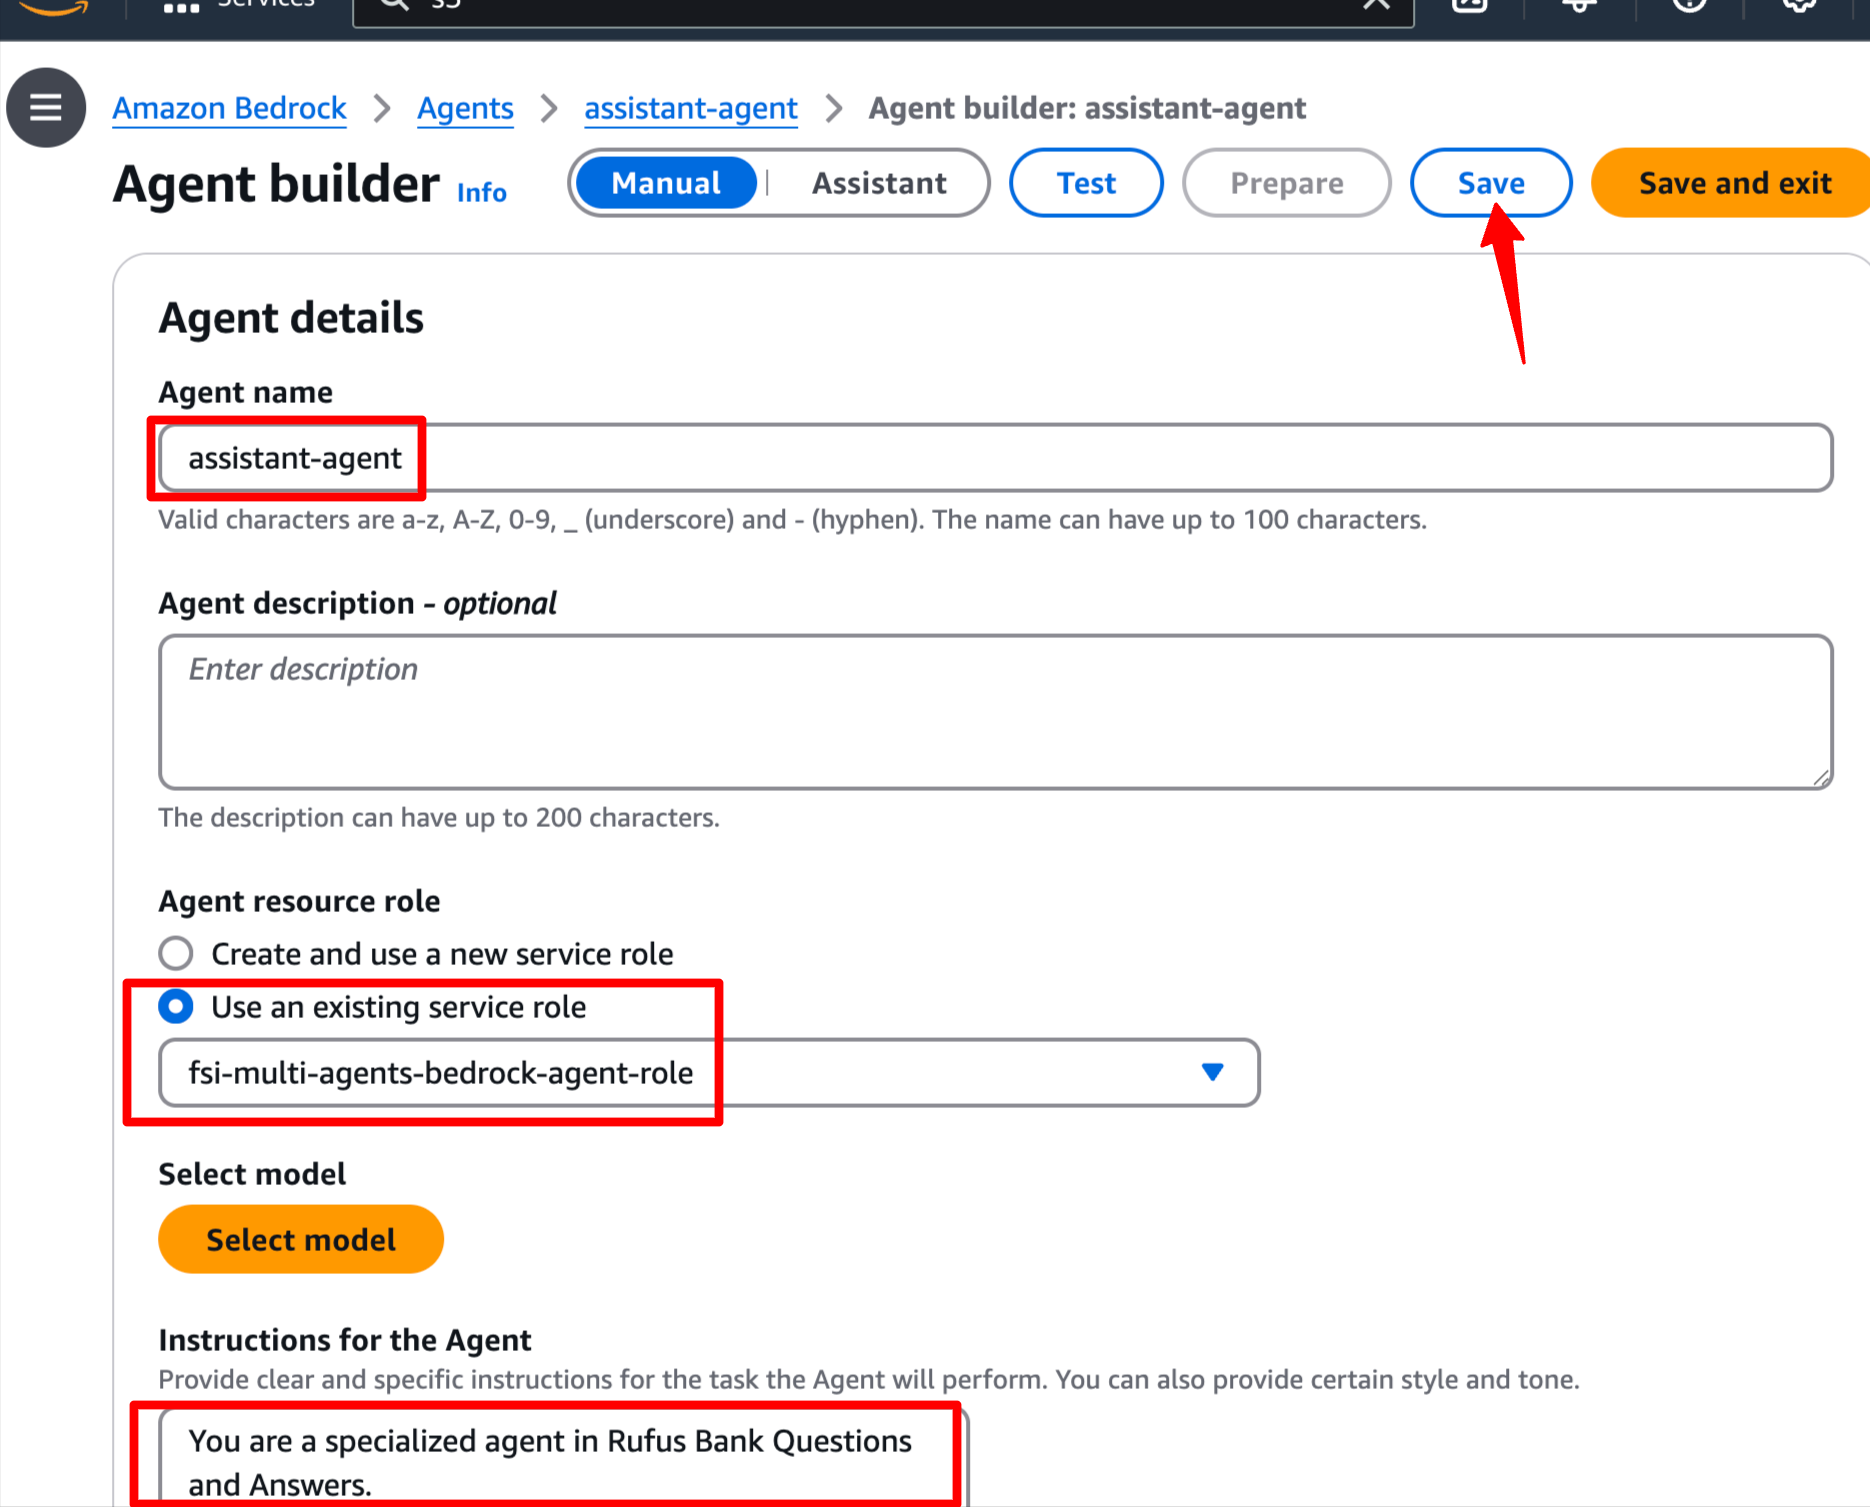 Services
s3
Amazon Bedrock > Agents > assistant-agent > Agent builder: assistant-agent
Agent builder Info Manual | Assistant Test Prepare Save Save and exit
Agent details
Agent name
assistant-agent
Valid characters are a-z, A-Z, 0-9, _ (underscore) and - (hyphen). The name can have up to 100 characters.
Agent description - optional
Enter description
The description can have up to 200 characters.
Agent resource role
Create and use a new service role
Use an existing service role
fsi-multi-agents-bedrock-agent-role
Select model
Select model
Instructions for the Agent
Provide clear and specific instructions for the task the Agent will perform. You can also provide certain style and tone.
You are a specialized agent in Rufus Bank Questions
and Answers.